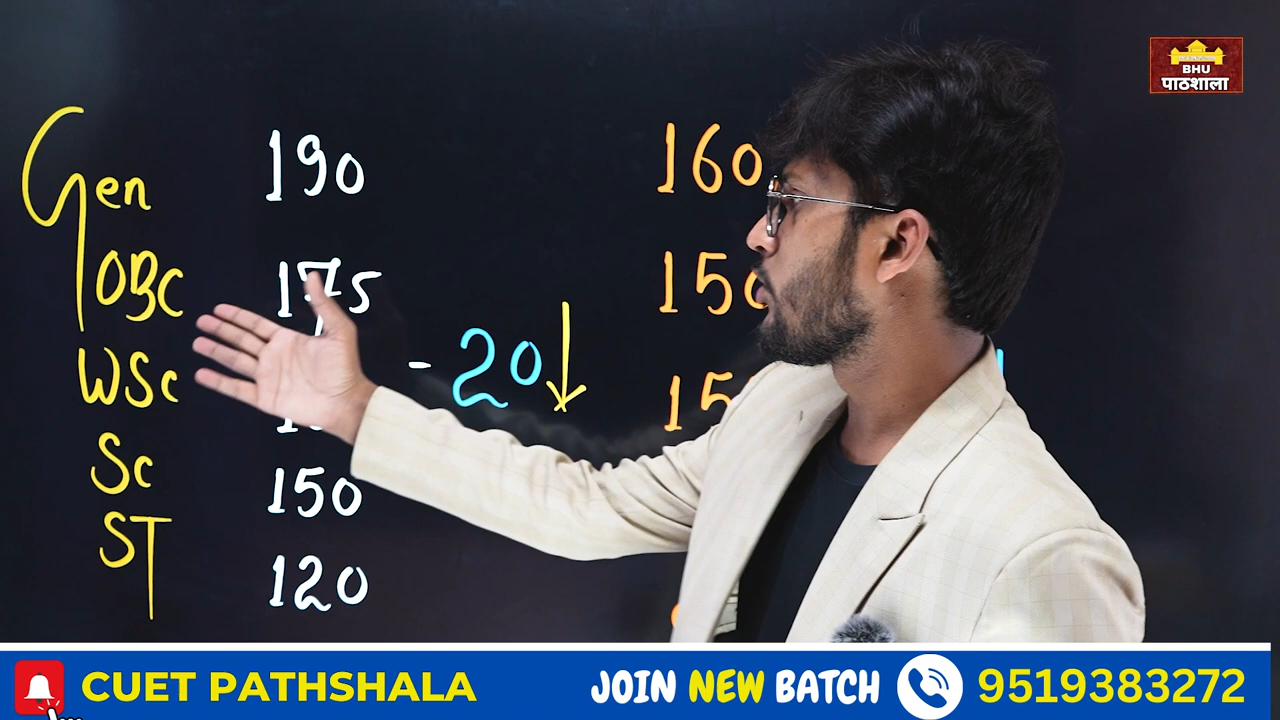 BHU
पाठशाला
Gen 190 160
OBC 175
WSC
- 20
SC 150
ST 120
CUET PATHSHALA JOIN NEW BATCH 9519383272